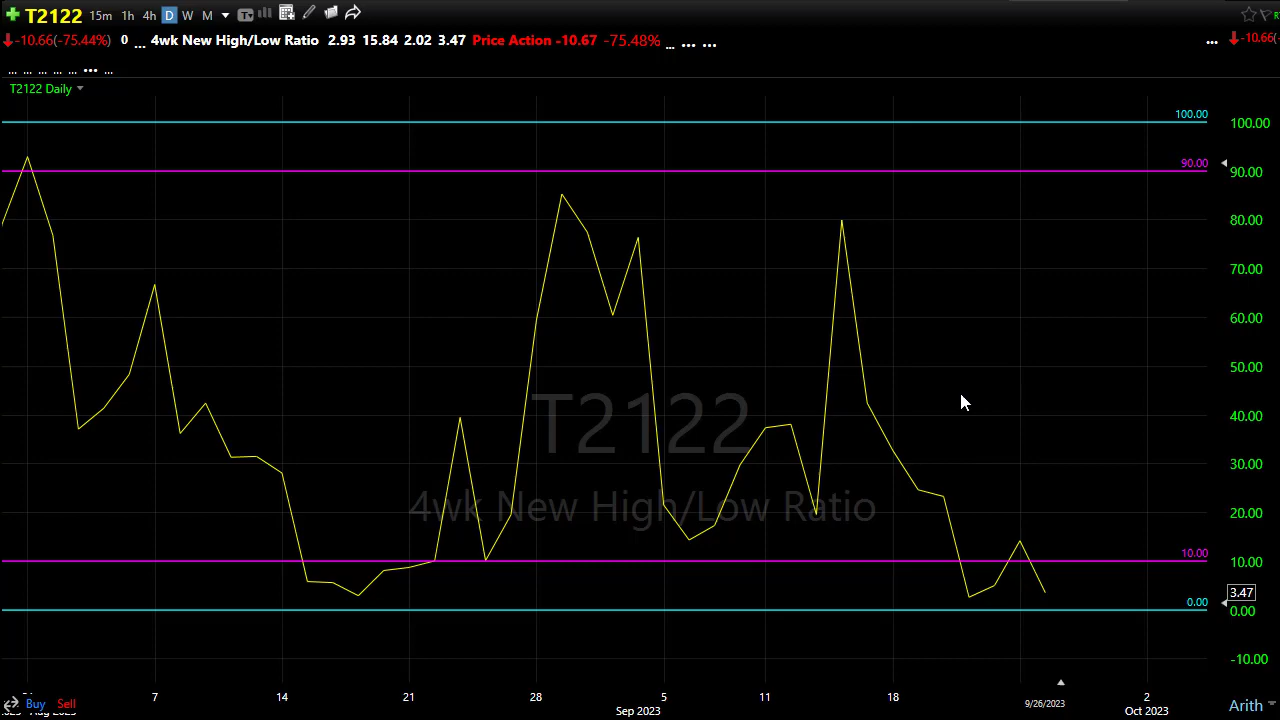 T2122 15m 1h 4h D W M
-10.66(-75.44%) 0 ... 4wk New High/Low Ratio 2.93 15.84 2.02 3.47 Price Action -10.67 -75.48% ... ... ... ... -10.66(-
... ... ... ... ... ... ...
T2122 Daily
100.00
100.00
90.00
90.00
80.00
70.00
60.00
50.00
40.00
30.00
20.00
10.00
10.00
0.00
3.47
0.00
-10.00
T2122
4wk New High/Low Ratio
7 14 21 28 5 11 18 9/26/2023 2
Buy Sell
Aug 2023 Sep 2023 Oct 2023
Arith